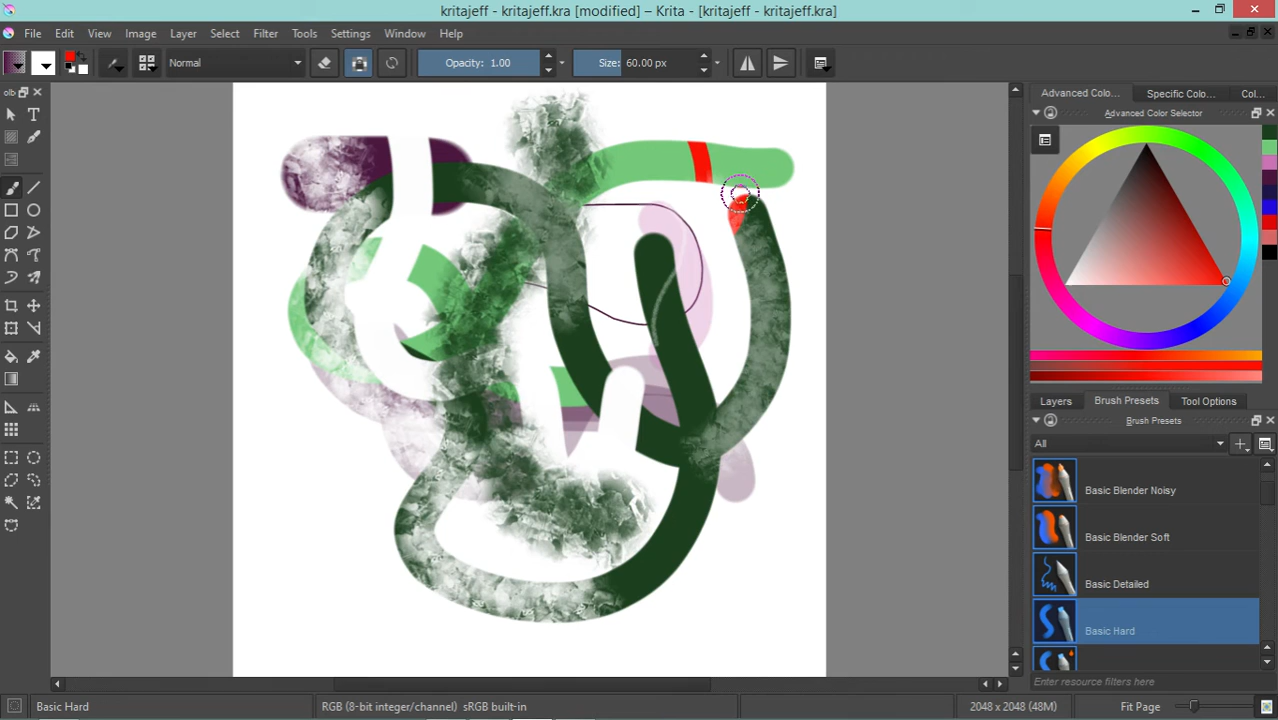 kritajeff - kritajeff.kra [modified] – Krita - [kritajeff - kritajeff.kra]
File Edit View Image Layer Select Filter Tools Settings Window Help
Normal Opacity: 1.00 Size: 60.00 px
olb
Advanced Colo... Specific Colo... Col...
Advanced Color Selector
Layers Brush Presets Tool Options
Brush Presets
All
Basic Blender Noisy
Basic Blender Soft
Basic Detailed
Basic Hard
Enter resource filters here
Basic Hard RGB (8-bit integer/channel) sRGB built-in 2048 x 2048 (48M) Fit Page